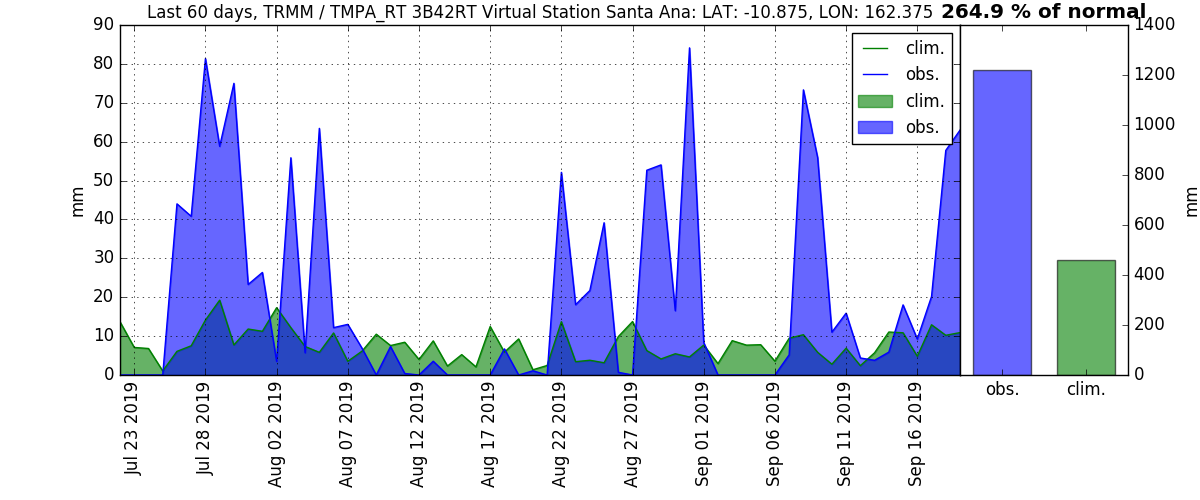 Last 60 days, TRMM / TMPA_RT 3B42RT Virtual Station Santa Ana: LAT: -10.875, LON: 162.375 264.9 % of normal
90
80
70
60
50
40
30
20
10
0
mm
clim.
obs.
clim.
obs.
1400
1200
1000
800
600
400
200
0
mm
Jul 23 2019
Jul 28 2019
Aug 02 2019
Aug 07 2019
Aug 12 2019
Aug 17 2019
Aug 22 2019
Aug 27 2019
Sep 01 2019
Sep 06 2019
Sep 11 2019
Sep 16 2019
obs.
clim.